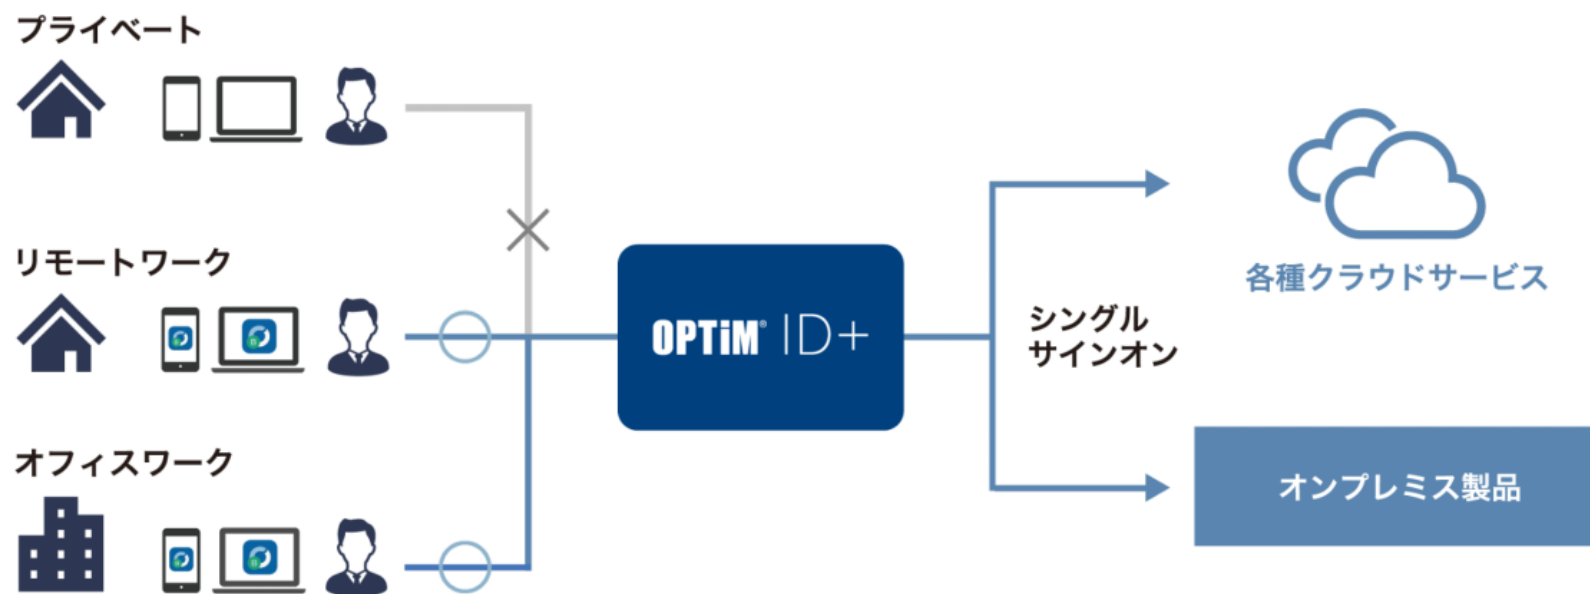 プライベート
リモートワーク
オフィスワーク
OPTiM® ID+
シングル
サインオン
各種クラウドサービス
オンプレミス製品